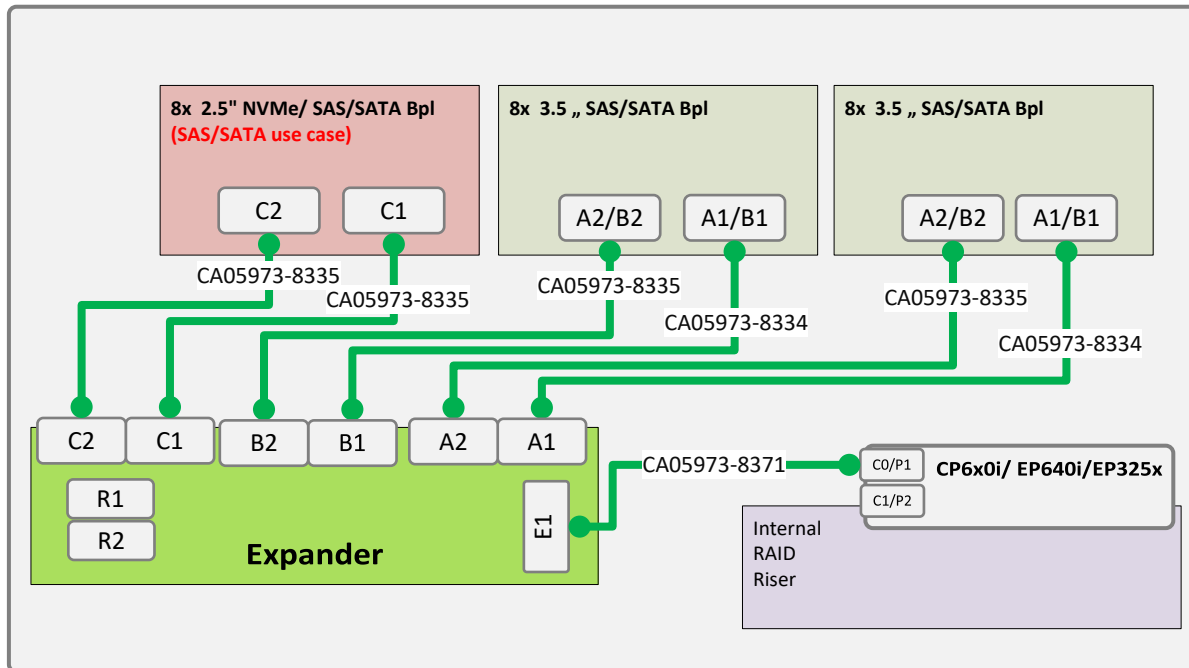 8x  2.5" NVMe/ SAS/SATA Bpl
(SAS/SATA use case)
C2
C1
8x  3.5 „ SAS/SATA Bpl
A2/B2
A1/B1
8x  3.5 „ SAS/SATA Bpl
A2/B2
A1/B1
CA05973-8335
CA05973-8335
CA05973-8335
CA05973-8334
CA05973-8335
CA05973-8334
C2
C1
B2
B1
A2
A1
R1
R2
Expander
E1
CA05973-8371
C0/P1
C1/P2
CP6x0i/ EP640i/EP325x
Internal
RAID
Riser